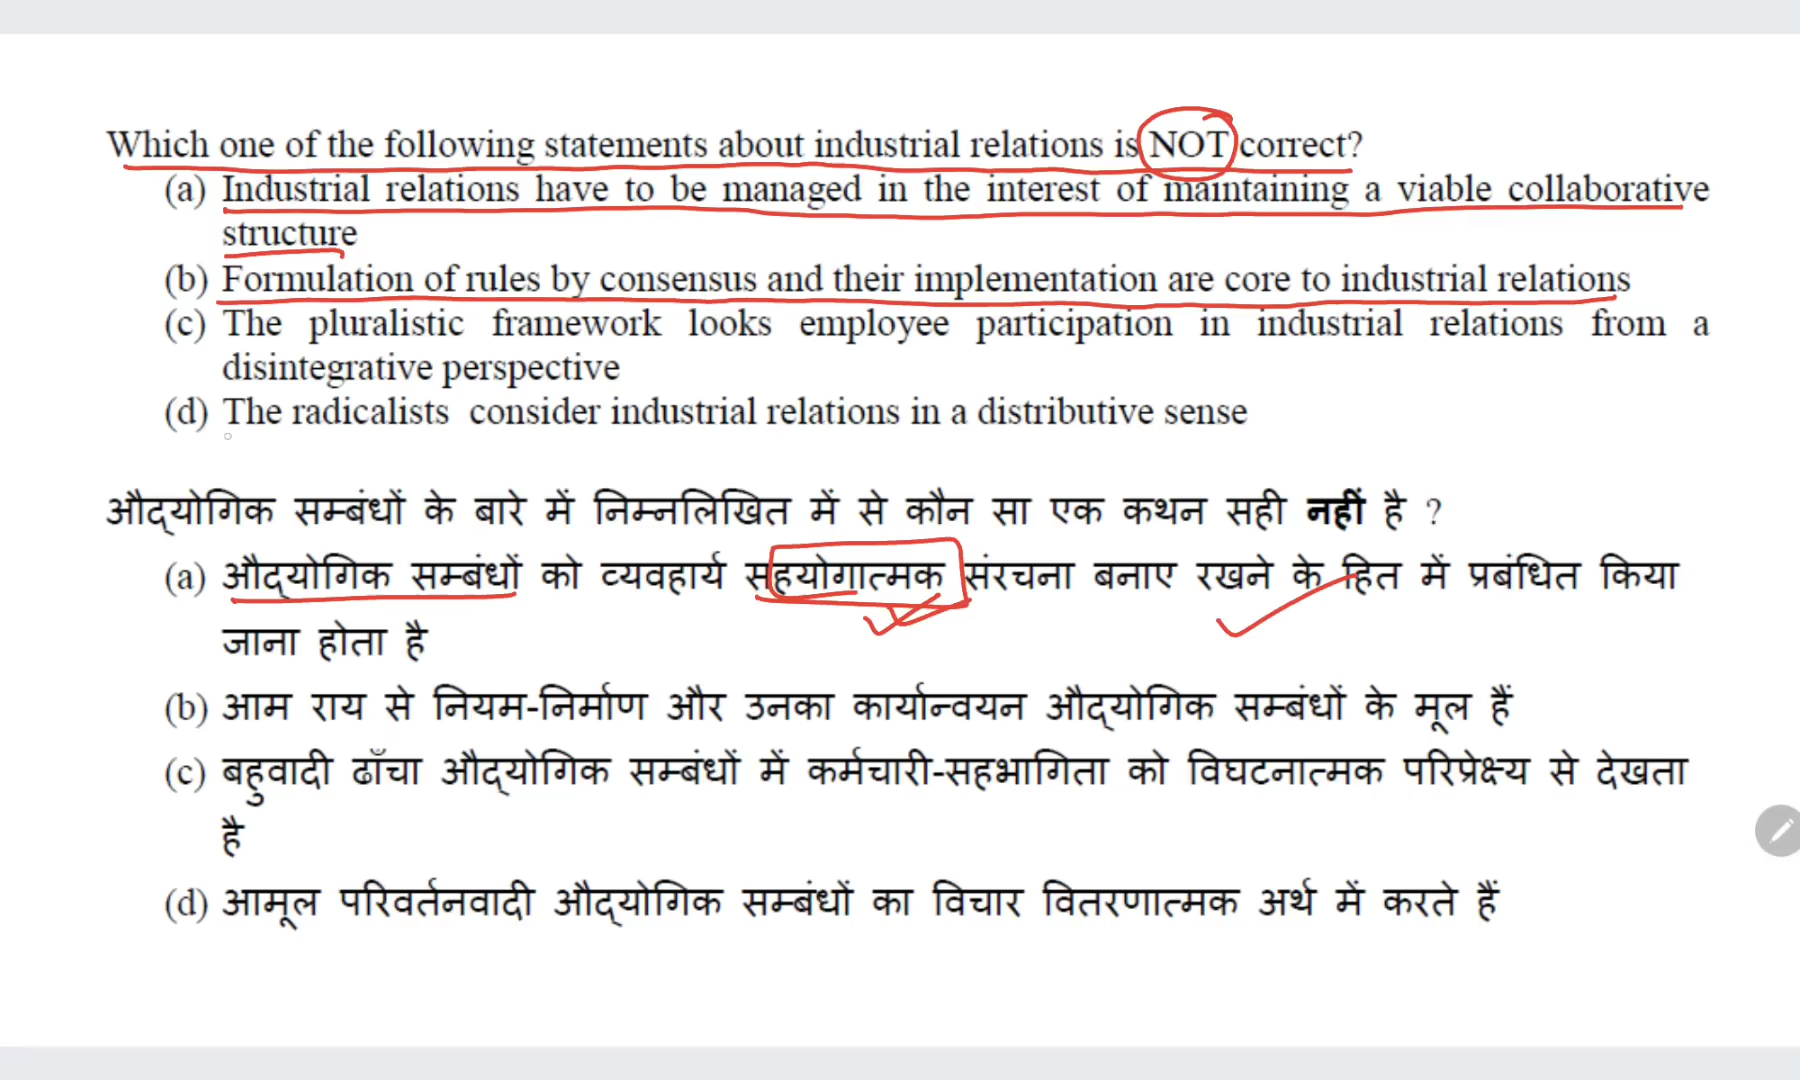 Which one of the following statements about industrial relations is NOT correct?
(a) Industrial relations have to be managed in the interest of maintaining a viable collaborative
structure
(b) Formulation of rules by consensus and their implementation are core to industrial relations
(c) The pluralistic framework looks employee participation in industrial relations from a
disintegrative perspective
(d) The radicalists consider industrial relations in a distributive sense
औद्योगिक सम्बंधों के बारे में निम्नलिखित में से कौन सा एक कथन सही नहीं है ?
(a) औद्योगिक सम्बंधों को व्यवहार्य सहयोगात्मक संरचना बनाए रखने के हित में प्रबंधित किया
जाना होता है
(b) आम राय से नियम-निर्माण और उनका कार्यान्वयन औद्योगिक सम्बंधों के मूल हैं
(c) बहुवादी ढाँचा औद्योगिक सम्बंधों में कर्मचारी-सहभागिता को विघटनात्मक परिप्रेक्ष्य से देखता
है
(d) आमूल परिवर्तनवादी औद्योगिक सम्बंधों का विचार वितरणात्मक अर्थ में करते हैं